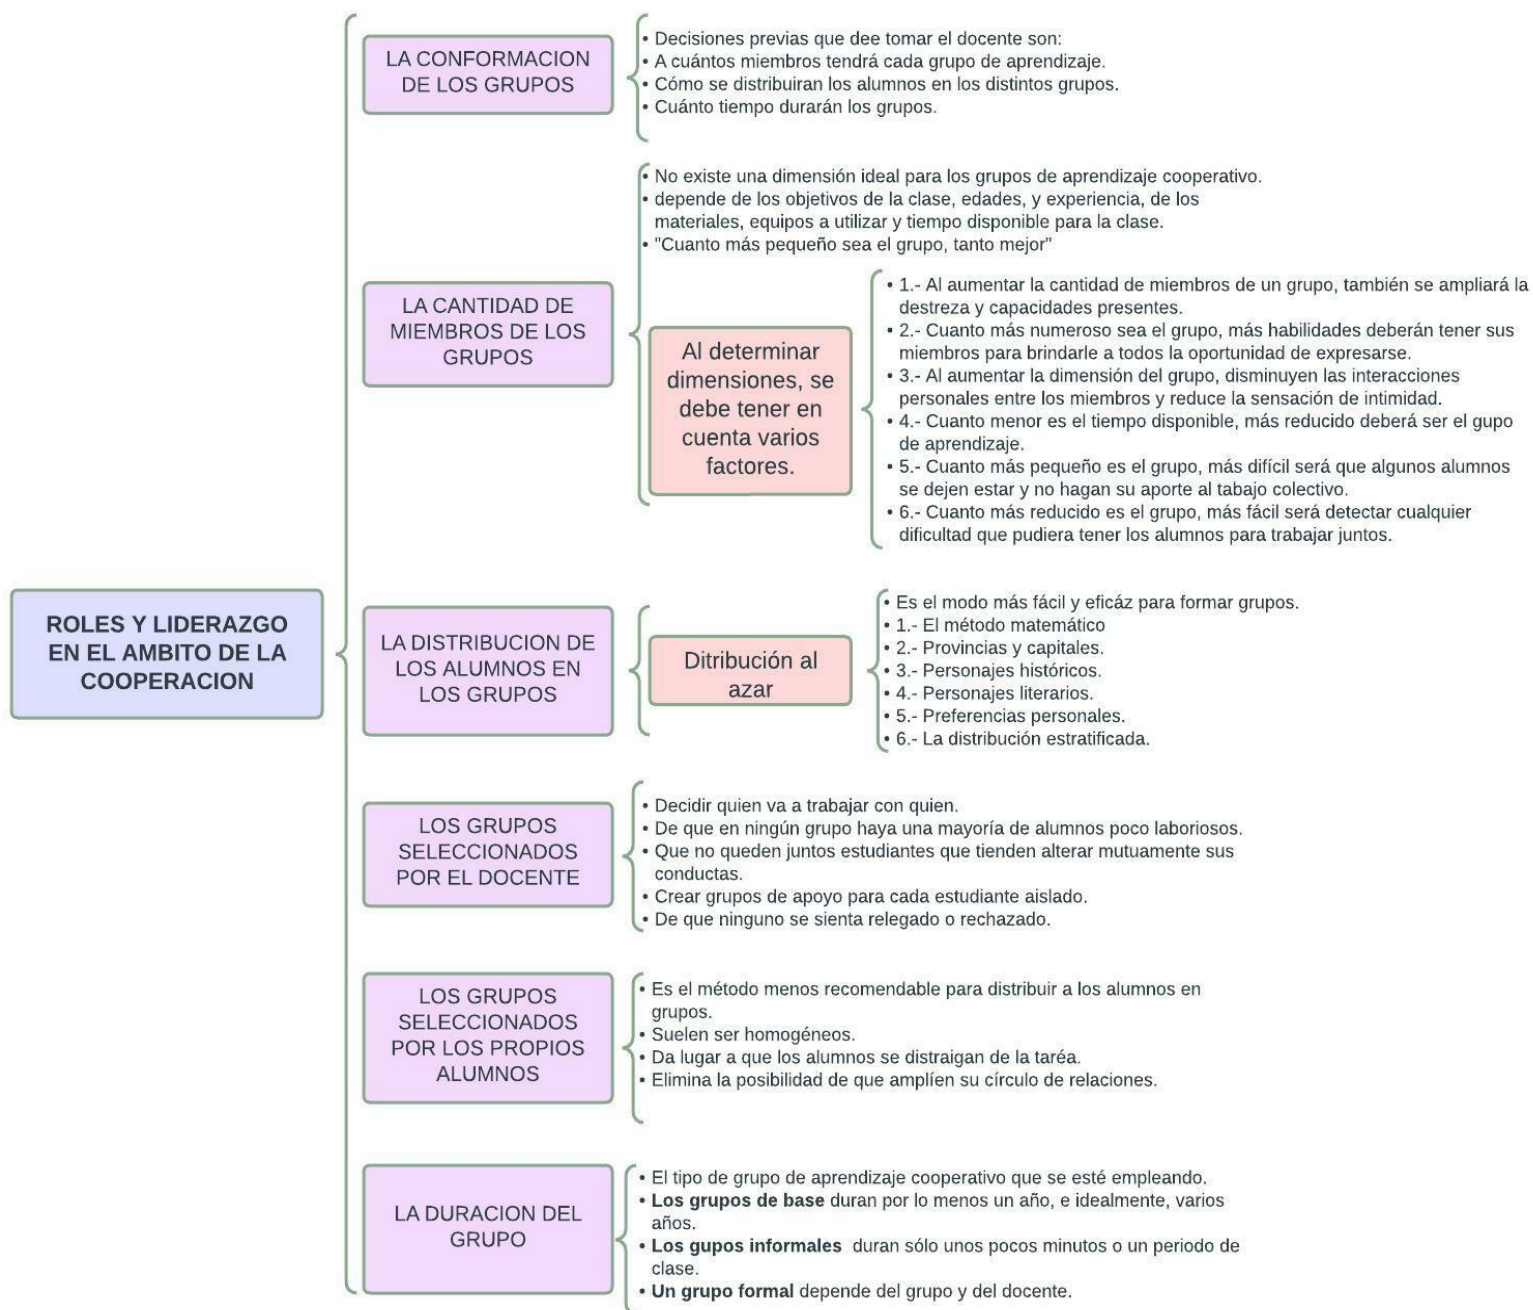 LA CONFORMACION
DE LOS GRUPOS
• Decisiones previas que dee tomar el docente son:
• A cuántos miembros tendrá cada grupo de aprendizaje.
• Cómo se distribuiran los alumnos en los distintos grupos.
• Cuánto tiempo durarán los grupos.
LA CANTIDAD DE
MIEMBROS DE LOS
GRUPOS
• No existe una dimensión ideal para los grupos de aprendizaje cooperativo.
• depende de los objetivos de la clase, edades, y experiencia, de los
materiales, equipos a utilizar y tiempo disponible para la clase.
• "Cuanto más pequeño sea el grupo, tanto mejor"
Al determinar
dimensiones, se
debe tener en
cuenta varios
factores.
• 1.- Al aumentar la cantidad de miembros de un grupo, también se ampliará la
destreza y capacidades presentes.
• 2.- Cuanto más numeroso sea el grupo, más habilidades deberán tener sus
miembros para brindarle a todos la oportunidad de expresarse.
• 3.- Al aumentar la dimensión del grupo, disminuyen las interacciones
personales entre los miembros y reduce la sensación de intimidad.
• 4.- Cuanto menor es el tiempo disponible, más reducido deberá ser el gupo
de aprendizaje.
• 5.- Cuanto más pequeño es el grupo, más difícil será que algunos alumnos
se dejen estar y no hagan su aporte al tabajo colectivo.
• 6.- Cuanto más reducido es el grupo, más fácil será detectar cualquier
dificultad que pudiera tener los alumnos para trabajar juntos.
ROLES Y LIDERAZGO
EN EL AMBITO DE LA
COOPERACION
LA DISTRIBUCION DE
LOS ALUMNOS EN
LOS GRUPOS
Ditribución al
azar
• Es el modo más fácil y eficáz para formar grupos.
• 1.- El método matemático
• 2.- Provincias y capitales.
• 3.- Personajes históricos.
• 4.- Personajes literarios.
• 5.- Preferencias personales.
• 6.- La distribución estratificada.
LOS GRUPOS
SELECCIONADOS
POR EL DOCENTE
• Decidir quien va a trabajar con quien.
• De que en ningún grupo haya una mayoría de alumnos poco laboriosos.
• Que no queden juntos estudiantes que tienden alterar mutuamente sus
conductas.
• Crear grupos de apoyo para cada estudiante aislado.
• De que ninguno se sienta relegado o rechazado.
LOS GRUPOS
SELECCIONADOS
POR LOS PROPIOS
ALUMNOS
• Es el método menos recomendable para distribuir a los alumnos en
grupos.
• Suelen ser homogéneos.
• Da lugar a que los alumnos se distraigan de la taréa.
• Elimina la posibilidad de que amplíen su círculo de relaciones.
LA DURACION DEL
GRUPO
• El tipo de grupo de aprendizaje cooperativo que se esté empleando.
• Los grupos de base duran por lo menos un año, e idealmente, varios
años.
• Los gupos informales duran sólo unos pocos minutos o un periodo de
clase.
• Un grupo formal depende del grupo y del docente.